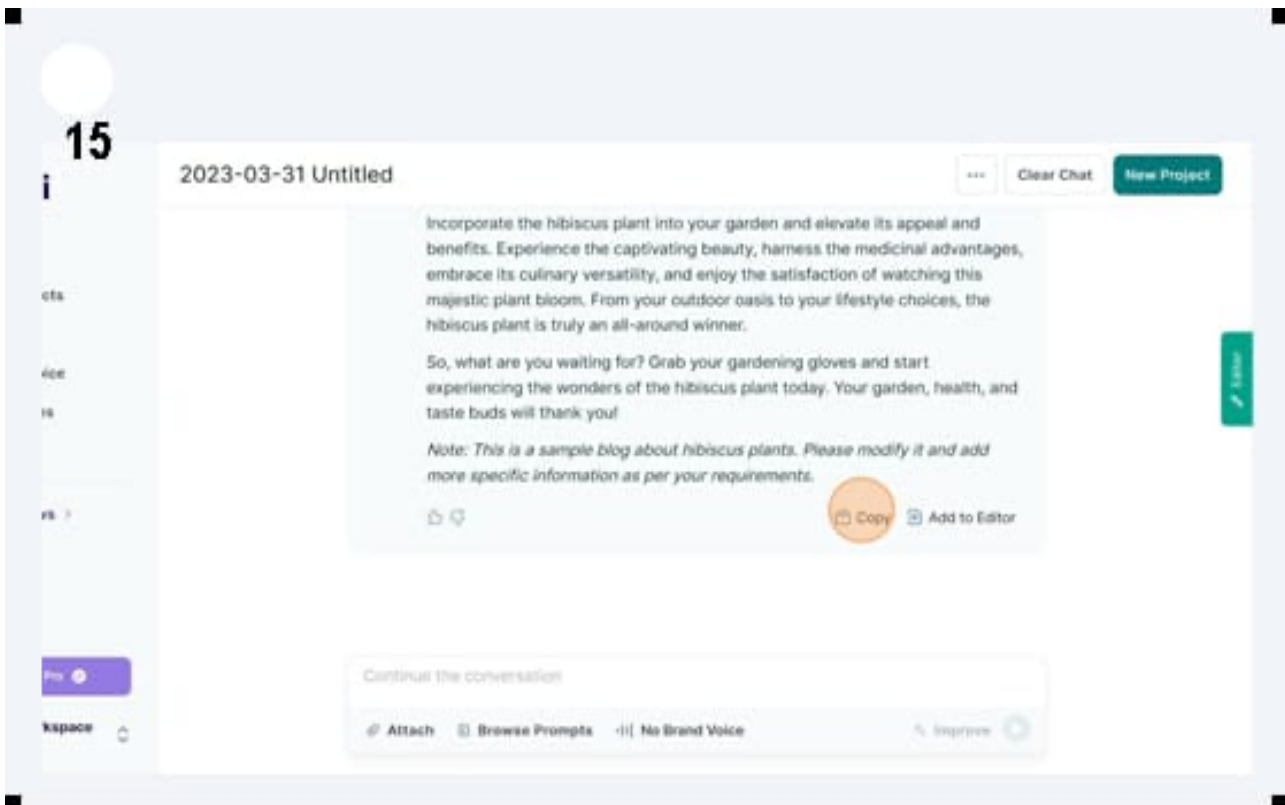 15
i
2023-03-31 Untitled
Clear Chat
New Project
Incorporate the hibiscus plant into your garden and elevate its appeal and
benefits. Experience the captivating beauty, harness the medicinal advantages,
embrace its culinary versatility, and enjoy the satisfaction of watching this
majestic plant bloom. From your outdoor oasis to your lifestyle choices, the
hibiscus plant is truly an all-around winner.
cts
So, what are you waiting for? Grab your gardening gloves and start
experiencing the wonders of the hibiscus plant today. Your garden, health, and
taste buds will thank you!
Editor
Note: This is a sample blog about hibiscus plants. Please modify it and add
more specific information as per your requirements.
Copy
Add to Editor
Continue the conversation
Pro
kspace
Attach
Browse Prompts
No Brand Voice
Improve